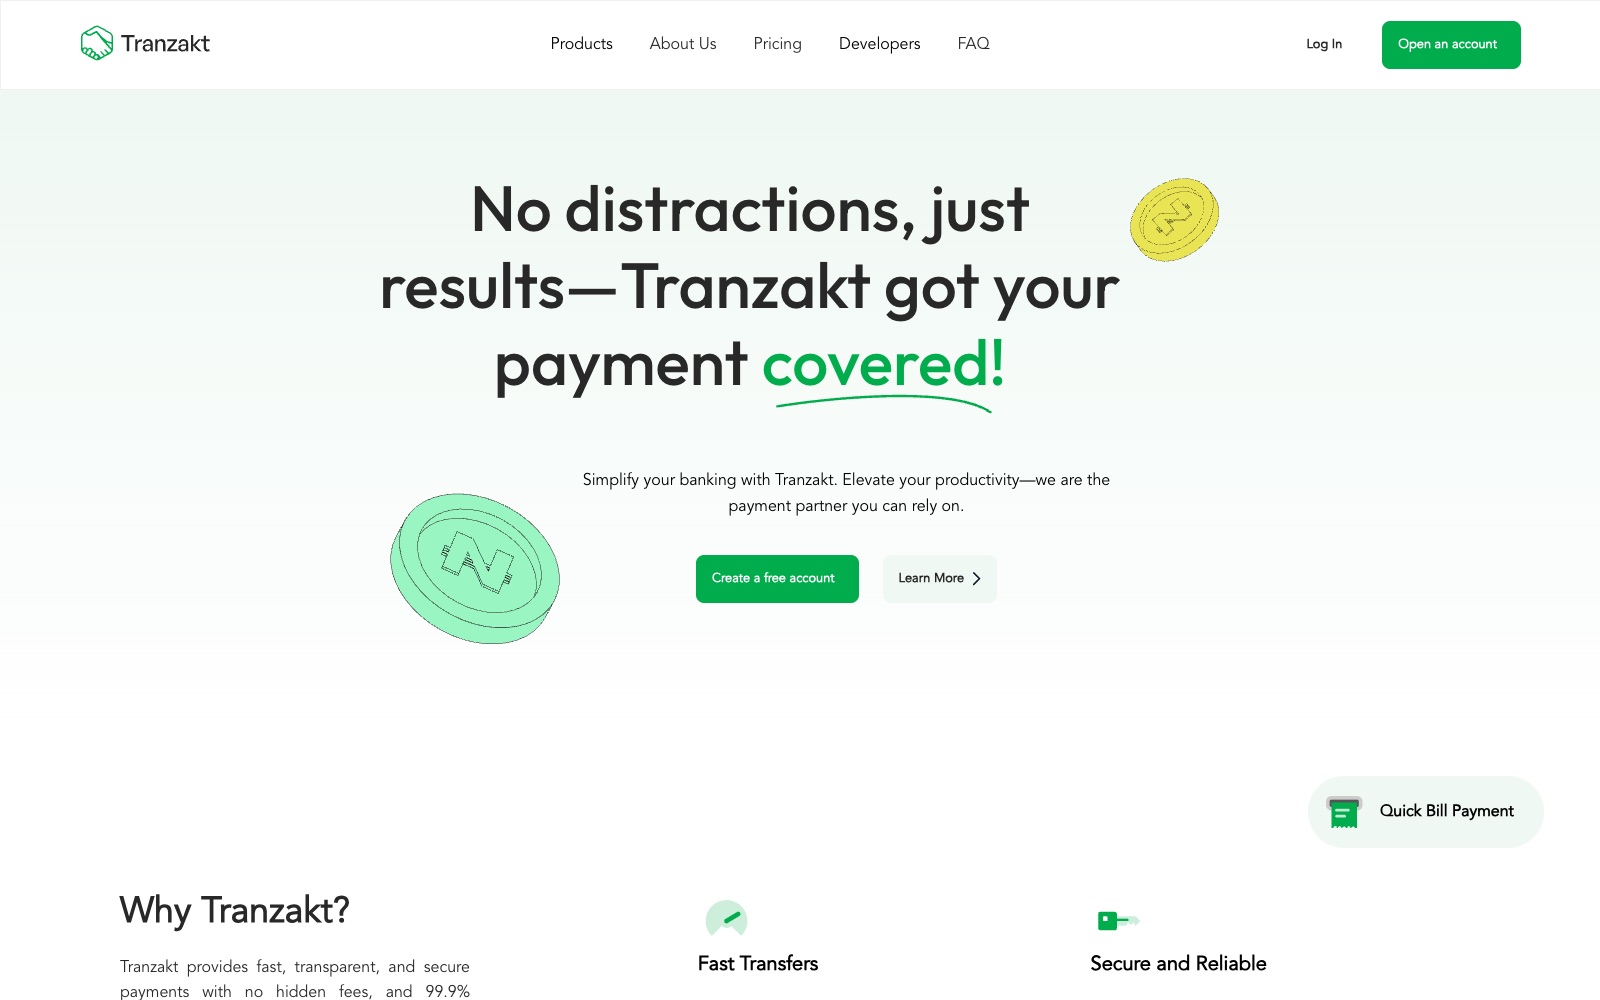 Tranzakt
Products
About Us
Pricing
Developers
FAQ
Log In
Open an account
No distractions, just
results—Tranzakt got your
payment covered!
Simplify your banking with Tranzakt. Elevate your productivity—we are the
payment partner you can rely on.
Create a free account
Learn More
Quick Bill Payment
Why Tranzakt?
Tranzakt provides fast, transparent, and secure
payments with no hidden fees, and 99.9%
Fast Transfers
Secure and Reliable